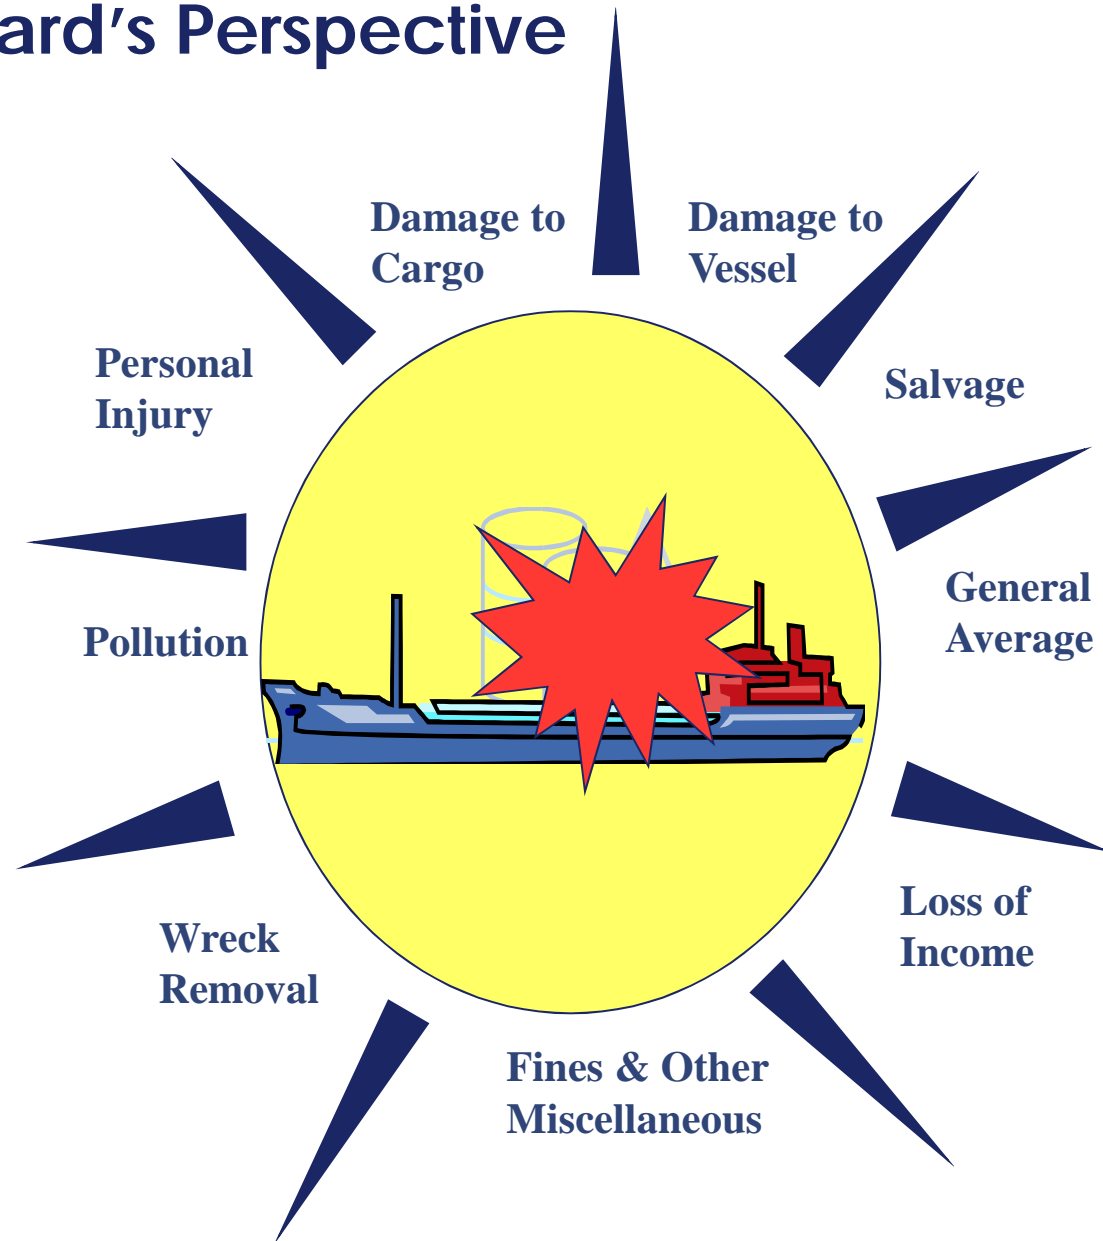 ard's Perspective
Damage to
Cargo
Damage to
Vessel
Personal
Injury
Salvage
General
Average
Pollution
Loss of
Income
Wreck
Removal
Fines & Other
Miscellaneous